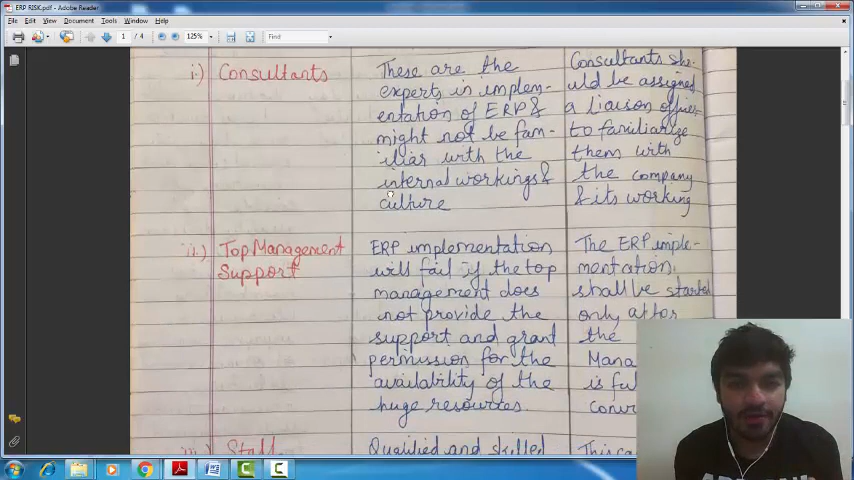 ERP RISK.pdf - Adobe Reader
File Edit View Document Tools Window Help
1 / 4 125% Find
i.) Consultants
These are the
experts in implem-
entation of ERP &
might not be fam-
iliar with the
internal workings &
culture
Consultants sho-
uld be assigned
a liaison officer
to familiarize
them with
the company
& its working
ii.) Top Management
Support
ERP implementation
will fail if the top
management does
not provide the
support and grant
permission for the
availability of the
huge resources.
The ERP imple-
mentation
shall be started
only after
the
Mana
is ful
conv
iii.) Staff
Qualified and skilled
This ca